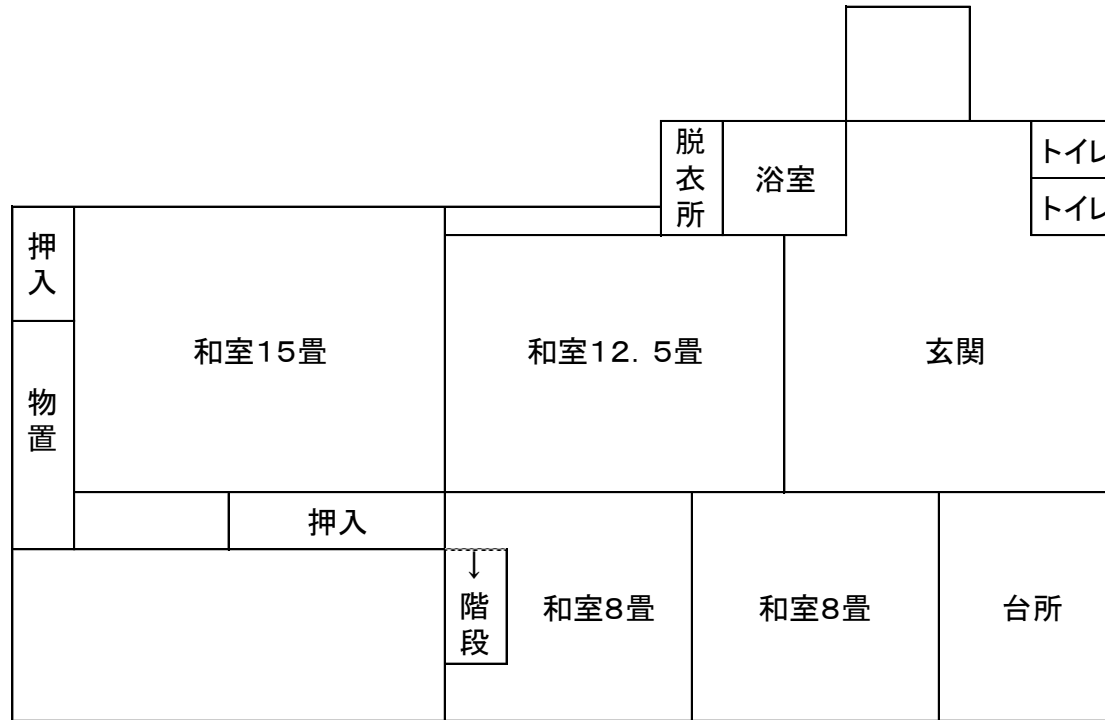 脱衣所
浴室
トイレ
トイレ
押入
和室15畳
和室12．5畳
玄関
物置
押入
↓
階段
和室8畳
和室8畳
台所